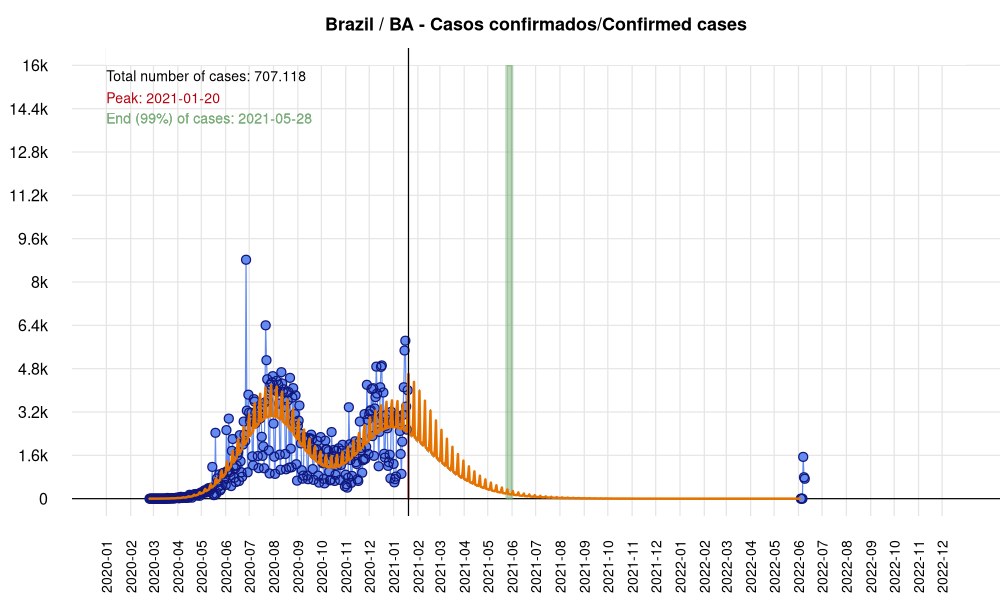 Brazil / BA - Casos confirmados/Confirmed cases
16k
Total number of cases: 707.118
Peak: 2021-01-20
14.4k
End (99%) of cases: 2021-05-28
12.8k
11.2k
9.6k
8k
6.4k
4.8k
3.2k
1.6k
0
2020-01
2020-02
2020-03
2020-04
2020-05
2020-06
2020-07
2020-08
2020-09
2020-10
2020-11
2020-12
2021-01
2021-02
2021-03
2021-04
2021-05
2021-06
2021-07
2021-08
2021-09
2021-10
2021-11
2021-12
2022-01
2022-02
2022-03
2022-04
2022-05
2022-06
2022-07
2022-08
2022-09
2022-10
2022-11
2022-12